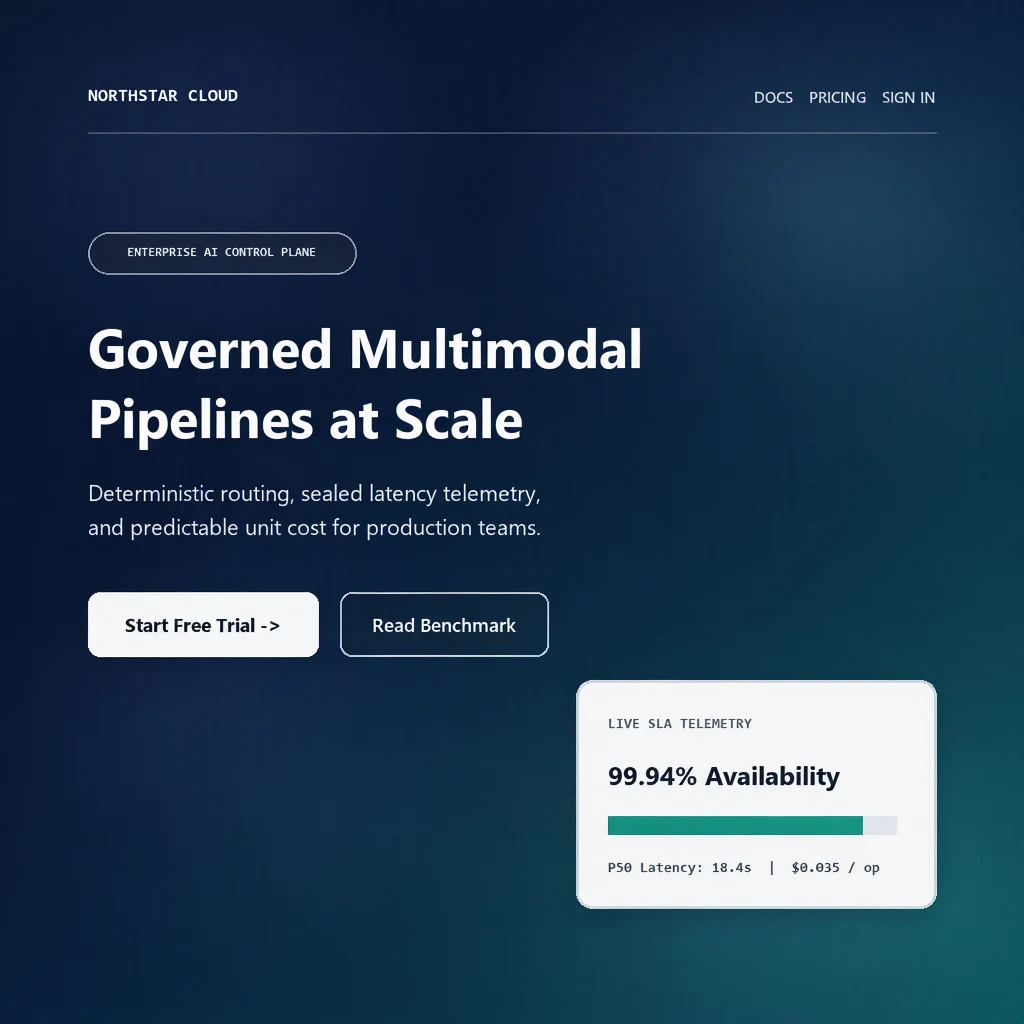 NORTHSTAR CLOUD
DOCS PRICING SIGN IN
ENTERPRISE AI CONTROL PLANE
Governed Multimodal
Pipelines at Scale
Deterministic routing, sealed latency telemetry,
and predictable unit cost for production teams.
Start Free Trial ->
Read Benchmark
LIVE SLA TELEMETRY
99.94% Availability
P50 Latency: 18.4s | $0.035 / op